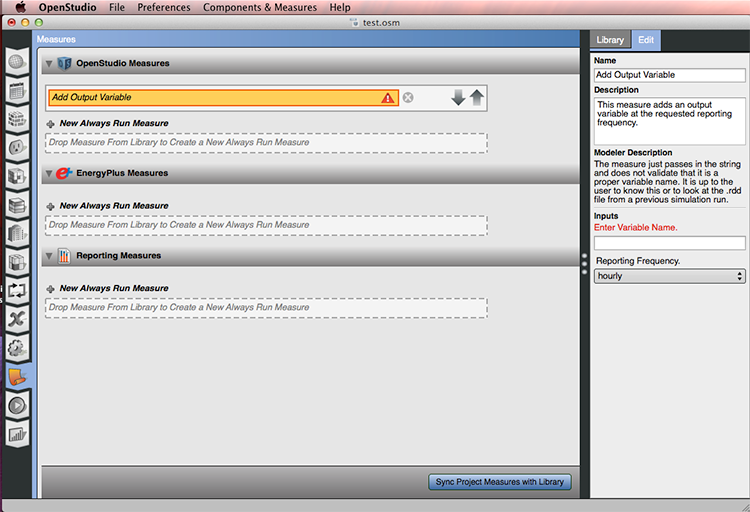 OpenStudio File Preferences Components & Measures Help
test.osm
Measures
OpenStudio Measures
Add Output Variable
New Always Run Measure
Drop Measure From Library to Create a New Always Run Measure
EnergyPlus Measures
New Always Run Measure
Drop Measure From Library to Create a New Always Run Measure
Reporting Measures
New Always Run Measure
Drop Measure From Library to Create a New Always Run Measure
Sync Project Measures with Library
Library Edit
Name
Add Output Variable
Description
This measure adds an output
variable at the requested reporting
frequency.
Modeler Description
The measure just passes in the string
and does not validate that it is a
proper variable name. It is up to the
user to know this or to look at the .rdd
file from a previous simulation run.
Inputs
Enter Variable Name.
Reporting Frequency.
hourly